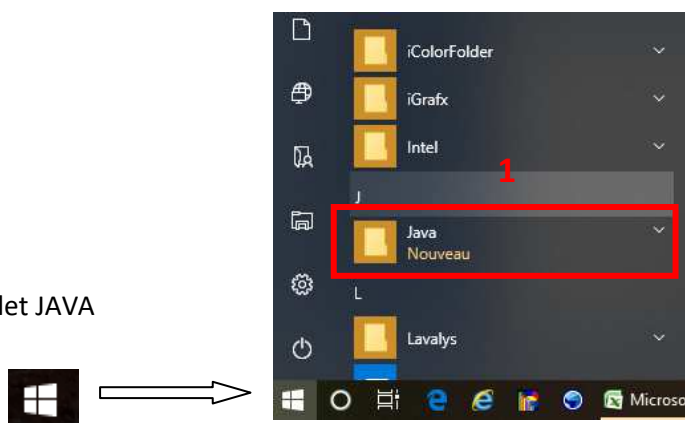 iColorFolder
iGrafx
Intel
1
J
Java
Nouveau
L
let JAVA
Lavalys
Microso